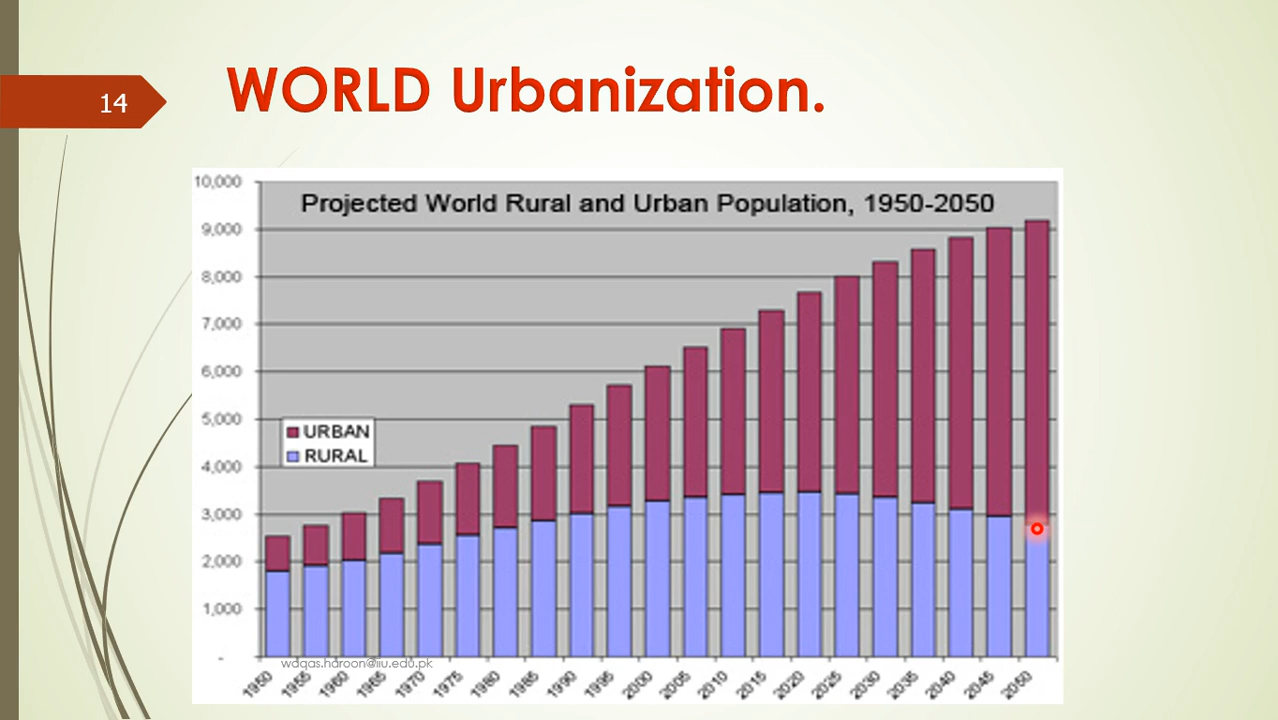 14
WORLD Urbanization.
Projected World Rural and Urban Population, 1950-2050
10,000
9,000
8,000
7,000
6,000
5,000
4,000
3,000
2,000
1,000
-
URBAN
RURAL
waqas.haroon@iiu.edu.pk
1950 1955 1960 1965 1970 1975 1980 1985 1990 1995 2000 2005 2010 2015 2020 2025 2030 2035 2040 2045 2050